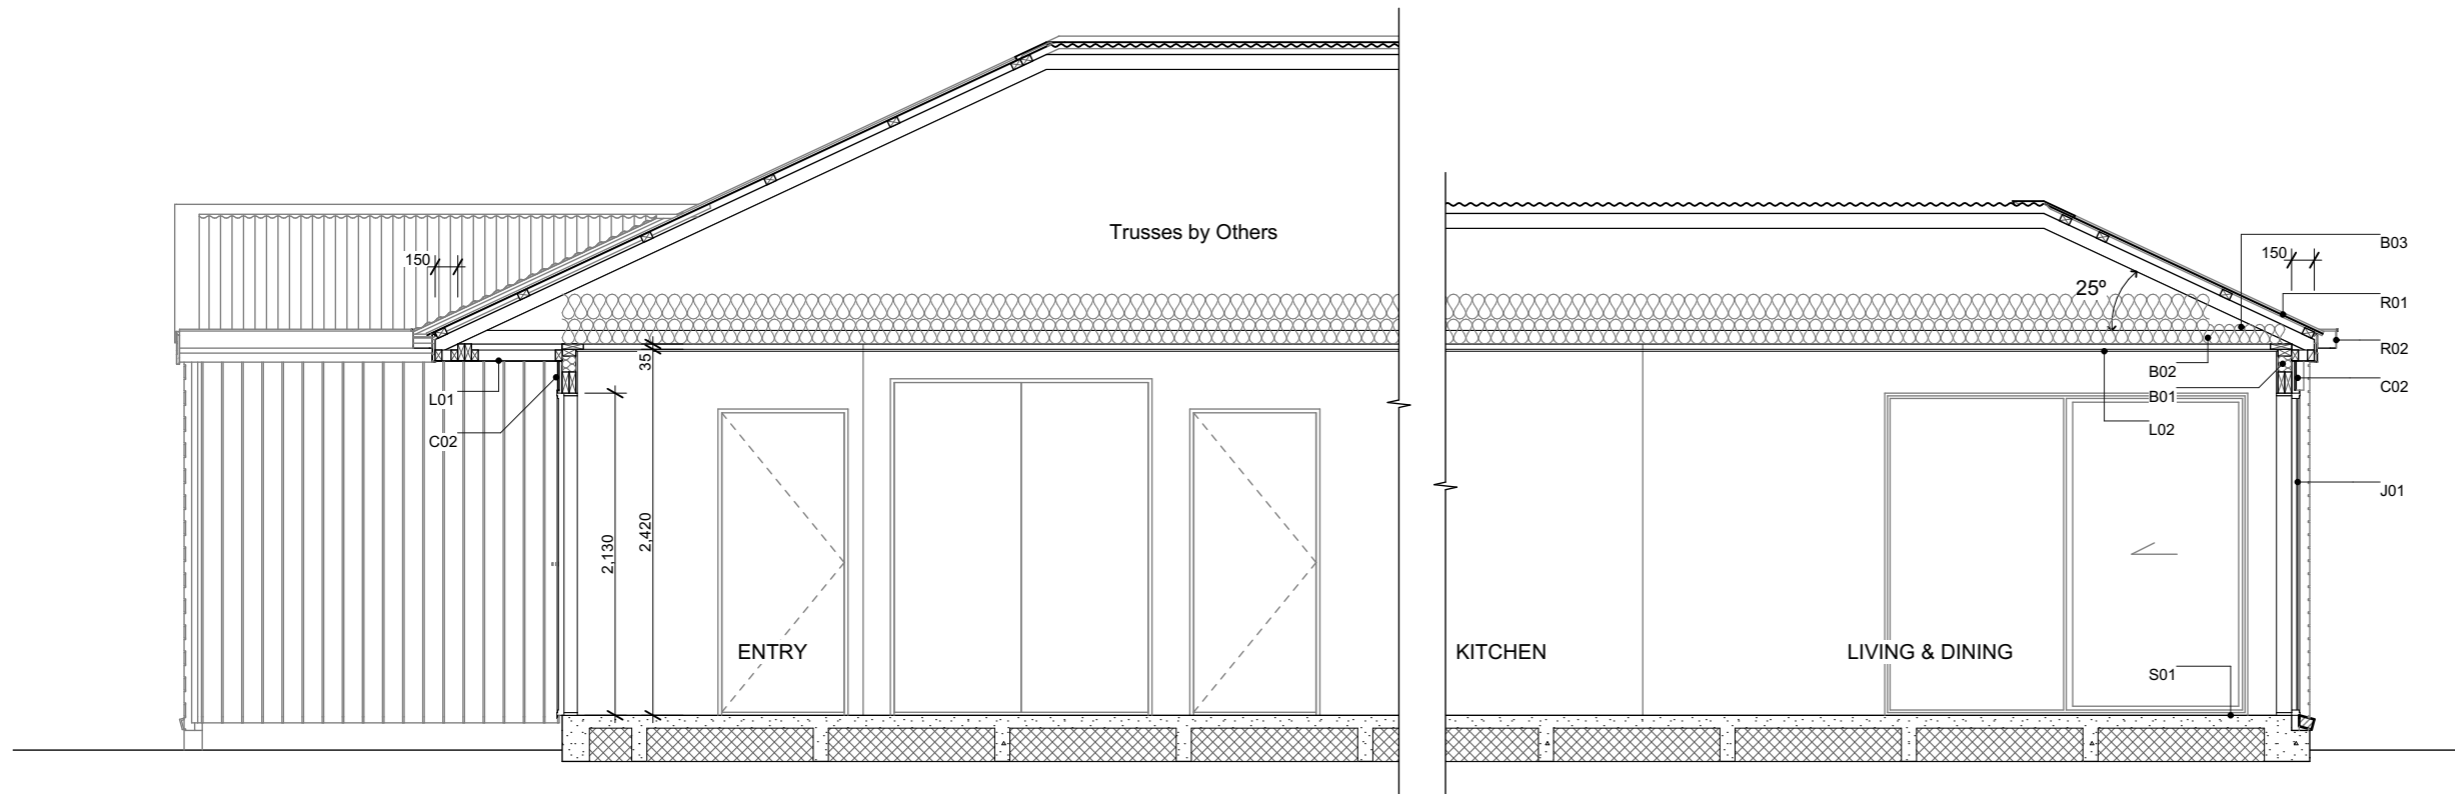 Trusses by Others
B03
150
150
25º
R01
R02
35
B02
C02
L01
B01
L02
C02
J01
2,420
2,130
ENTRY
KITCHEN
LIVING & DINING
S01